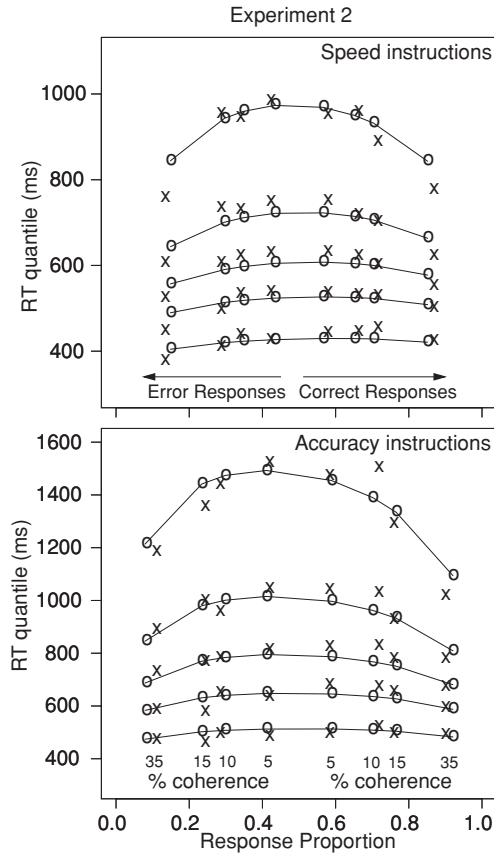 Experiment 2
Speed instructions
RT quantile (ms)
1000
800
600
400
Error Responses
Correct Responses
Accuracy instructions
RT quantile (ms)
1600
1400
1200
1000
800
600
400
35 15 10 5 5 10 15 35
% coherence % coherence
0.0 0.2 0.4 0.6 0.8 1.0
Response Proportion